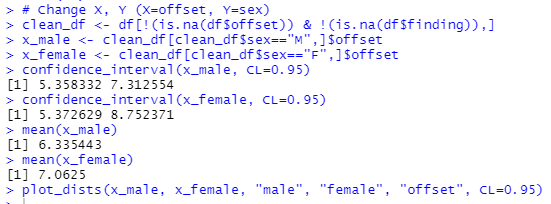 > # Change X, Y (X=offset, Y=sex)
> clean_df <- df[!(is.na(df$offset)) & !(is.na(df$finding)),]
> x_male <- clean_df[clean_df$sex=="M",]$offset
> x_female <- clean_df[clean_df$sex=="F",]$offset
> confidence_interval(x_male, CL=0.95)
[1] 5.358332 7.312554
> confidence_interval(x_female, CL=0.95)
[1] 5.372629 8.752371
> mean(x_male)
[1] 6.335443
> mean(x_female)
[1] 7.0625
> plot_dists(x_male, x_female, "male", "female", "offset", CL=0.95)
>